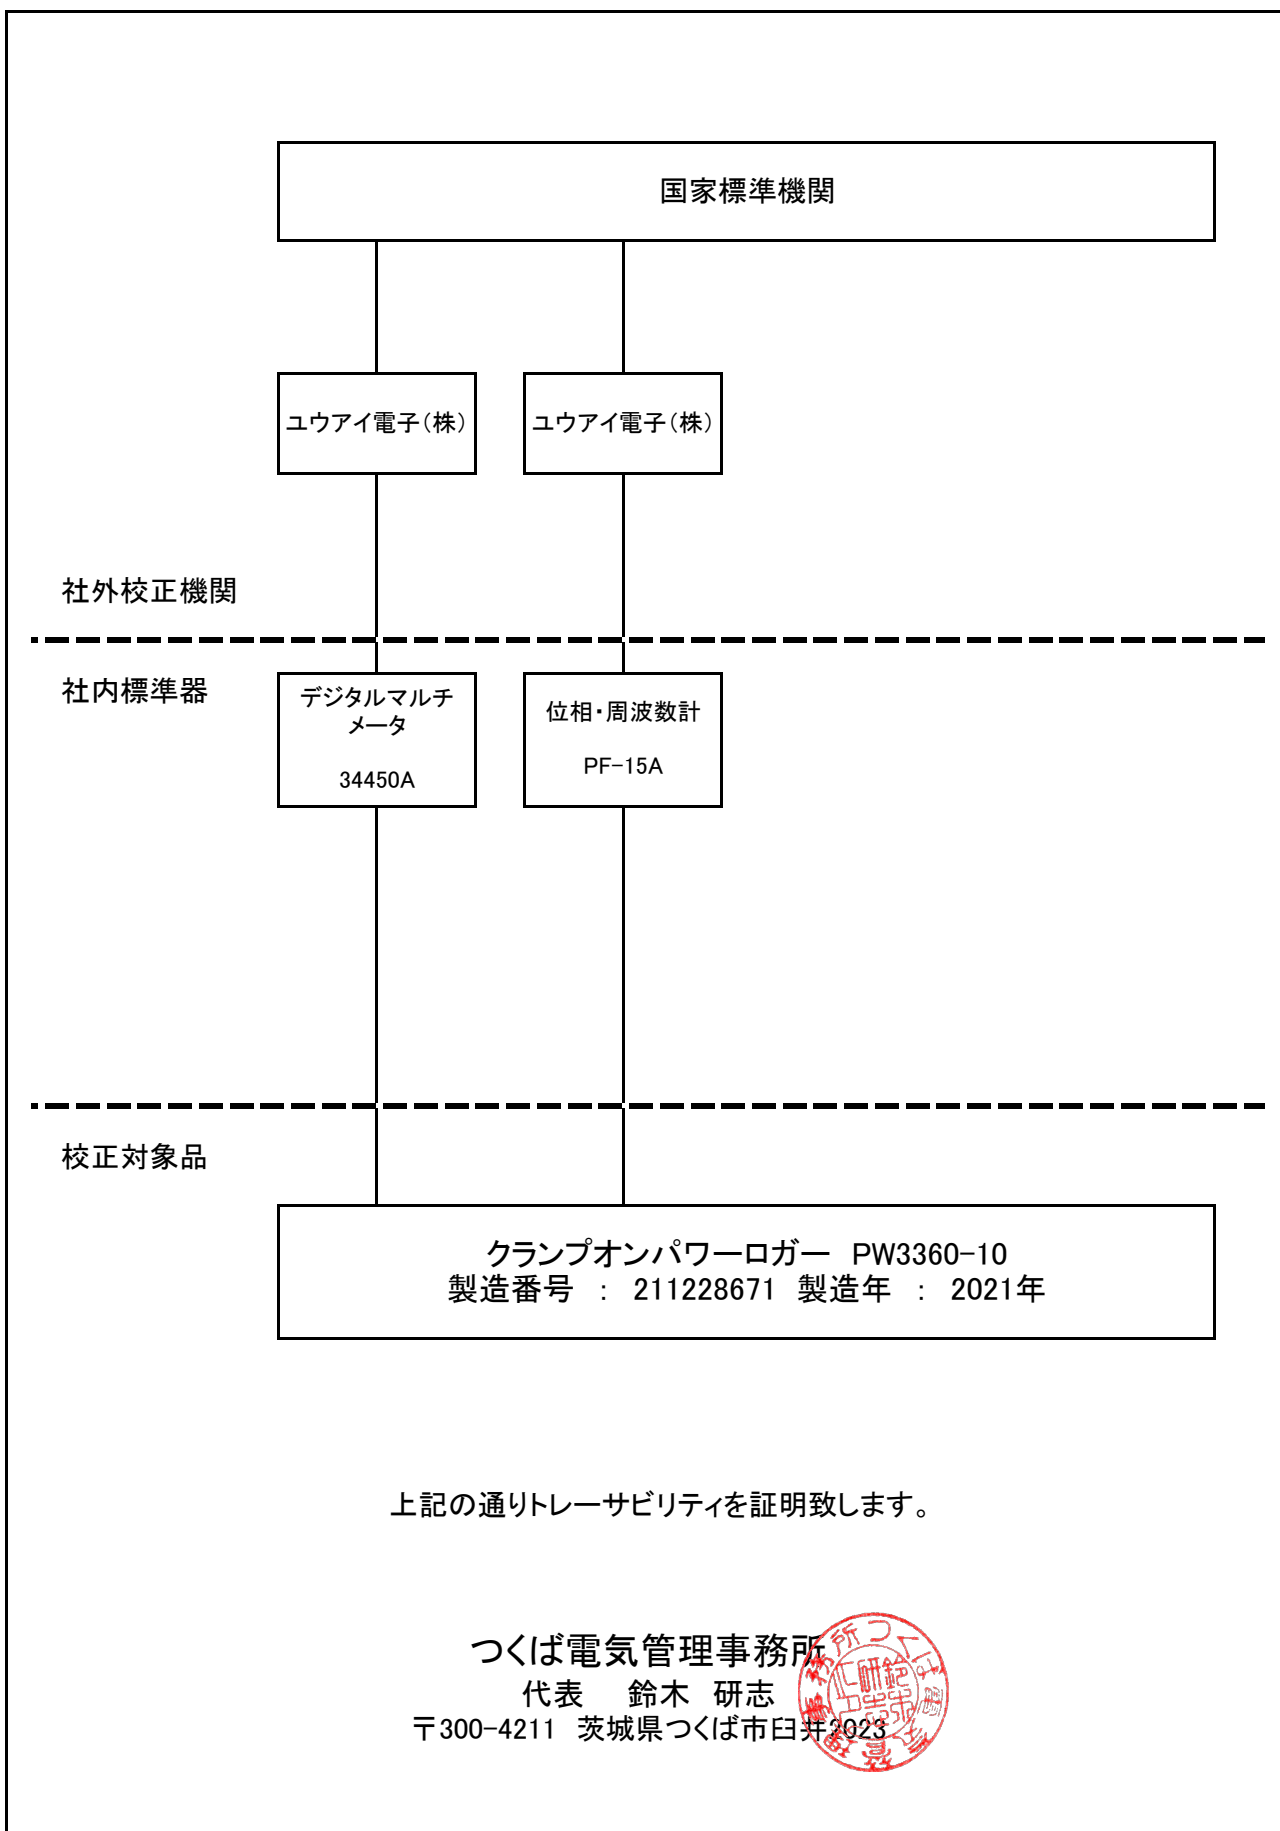 国家標準機関
ユウアイ電子(株)
ユウアイ電子(株)
社外校正機関
社内標準器
デジタルマルチ
メータ
34450A
位相・周波数計
PF-15A
校正対象品
クランプオンパワーロガー PW3360-10
製造番号 : 211228671 製造年 : 2021年
上記の通りトレーサビリティを証明致します。
つくば電気管理事務所
代表 鈴木 研志
〒300-4211 茨城県つくば市臼井2023